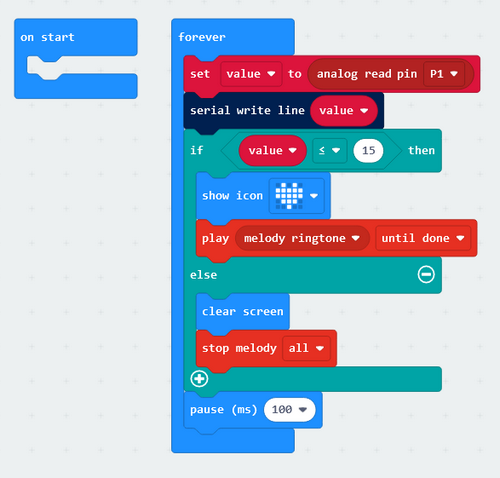 on start
forever
set value to analog read pin P1
serial write line value
if value ≤ 15 then
show icon
play melody ringtone until done
else
clear screen
stop melody all
pause (ms) 100